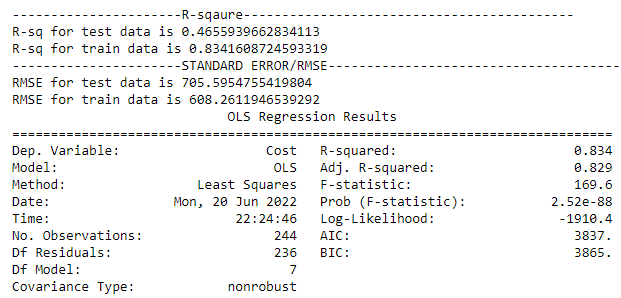 ----------------------R-sqaure-----------------------------------------
R-sq for test data is 0.4655939662834113
R-sq for train data is 0.8341608724593319
----------------------STANDARD ERROR/RMSE--------------------------------------
RMSE for test data is 705.5954755419804
RMSE for train data is 608.2611946539292
OLS Regression Results
==============================================================================
Dep. Variable: Cost R-squared: 0.834
Model: OLS Adj. R-squared: 0.829
Method: Least Squares F-statistic: 169.6
Date: Mon, 20 Jun 2022 Prob (F-statistic): 2.52e-88
Time: 22:24:46 Log-Likelihood: -1910.4
No. Observations: 244 AIC: 3837.
Df Residuals: 236 BIC: 3865.
Df Model: 7
Covariance Type: nonrobust